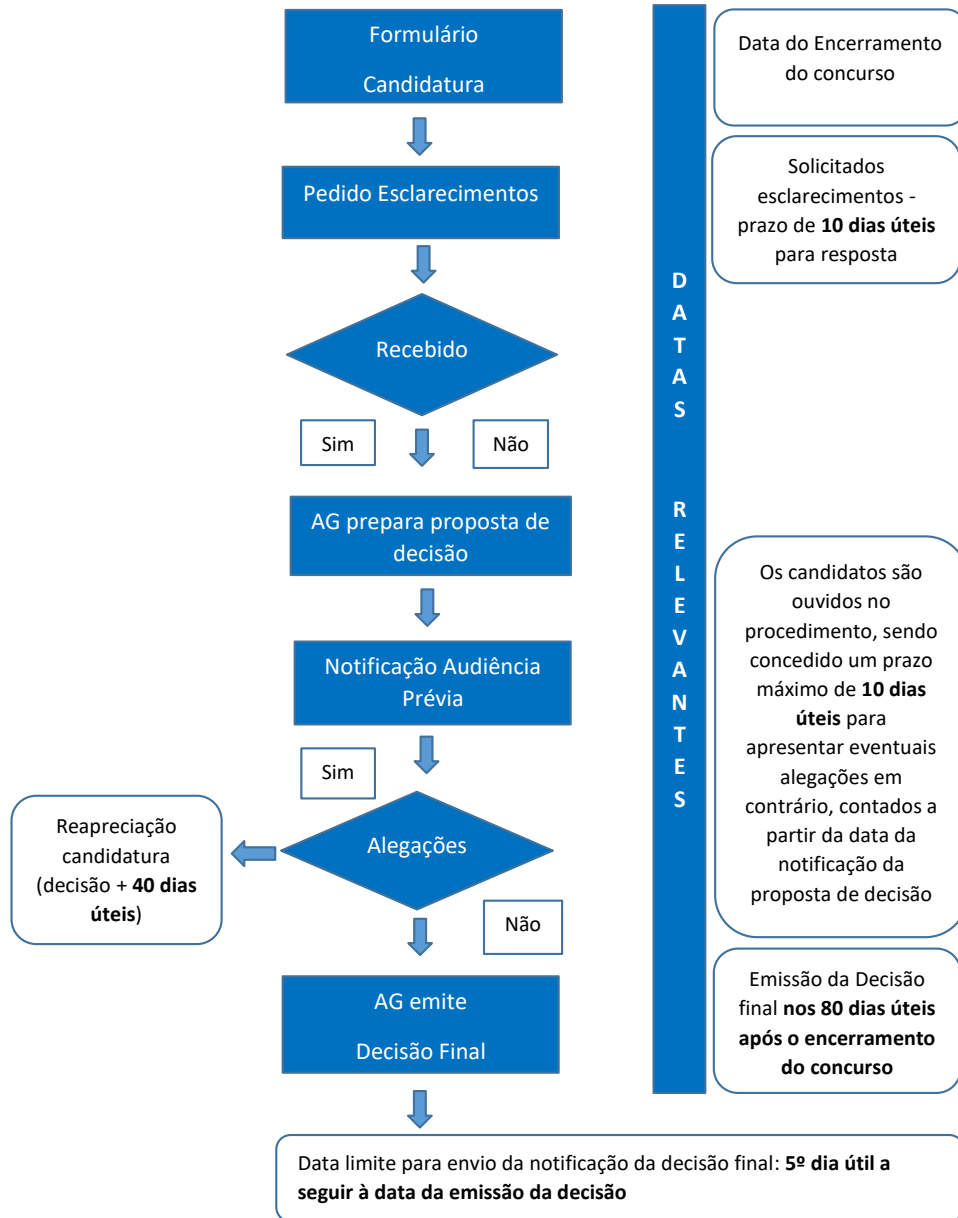 Formulário
Candidatura
Data do Encerramento
do concurso
Pedido Esclarecimentos
Solicitados
esclarecimentos -
prazo de 10 dias úteis
para resposta
Recebido
Sim
Não
AG prepara proposta de
decisão
Notificação Audiência
Prévia
Sim
Alegações
Reapreciação
candidatura
(decisão + 40 dias
úteis)
Não
AG emite
Decisão Final
D
A
T
A
S
R
E
L
E
V
A
N
T
E
S
Os candidatos são
ouvidos no
procedimento, sendo
concedido um prazo
máximo de 10 dias
úteis para
apresentar eventuais
alegações em
contrário, contados a
partir da data da
notificação da
proposta de decisão
Emissão da Decisão
final nos 80 dias úteis
após o encerramento
do concurso
Data limite para envio da notificação da decisão final: 5º dia útil a
seguir à data da emissão da decisão